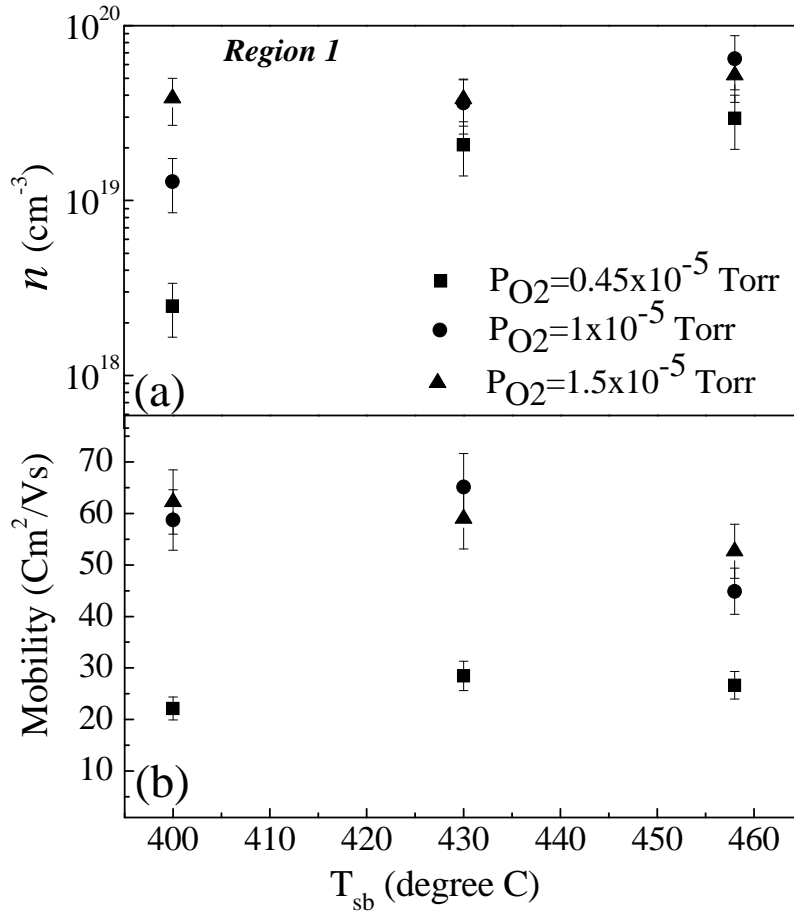 Region 1
10^20
10^19
10^18
n (cm^-3)
P_O2=0.45x10^-5 Torr
P_O2=1x10^-5 Torr
P_O2=1.5x10^-5 Torr
(a)
70
60
50
40
30
20
10
Mobility (Cm^2/Vs)
(b)
400 410 420 430 440 450 460
T_sb (degree C)